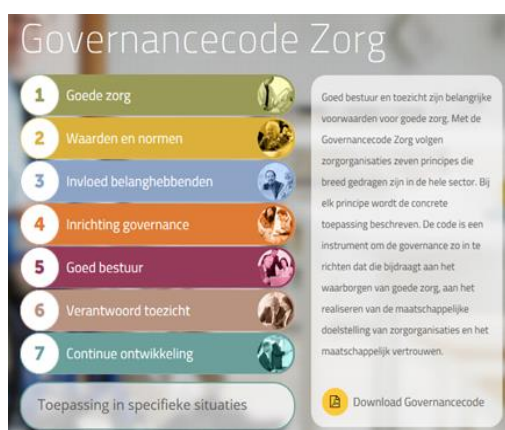 Governancecode Zorg
1 Goede zorg
2 Waarden en normen
3 Invloed belanghebbenden
4 Inrichting governance
5 Goed bestuur
6 Verantwoord toezicht
7 Continue ontwikkeling
Toepassing in specifieke situaties
Goed bestuur en toezicht zijn belangrijke
voorwaarden voor goede zorg. Met de
Governancecode Zorg volgen
zorgorganisaties zeven principes die
breed gedragen zijn in de hele sector. Bij
elk principe wordt de concrete
toepassing beschreven. De code is een
instrument om de governance zo in te
richten dat die bijdraagt aan het
waarborgen van goede zorg, aan het
realiseren van de maatschappelijke
doelstelling van zorgorganisaties en het
maatschappelijk vertrouwen.
Download Governancecode